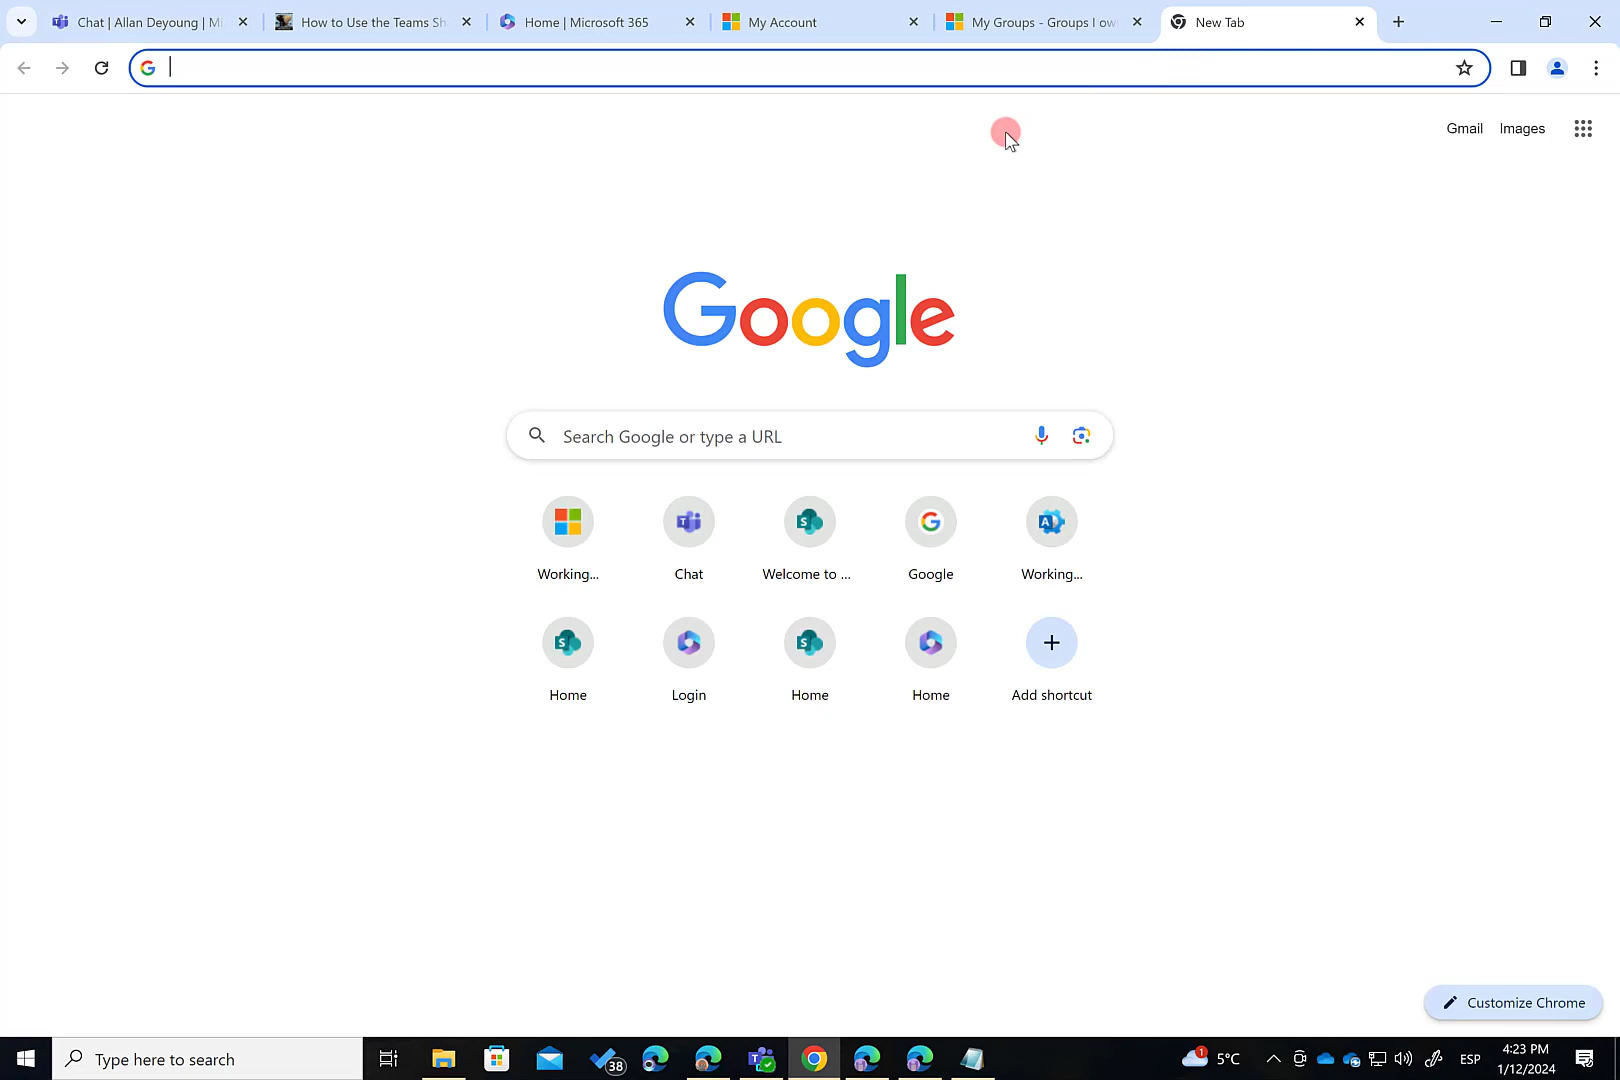 Chat | Allan Deyoung | Mi
How to Use the Teams Sh
Home | Microsoft 365
My Account
My Groups - Groups I ow
New Tab
Gmail
Images
Google
Search Google or type a URL
Working...
Chat
Welcome to ...
Google
Working...
Home
Login
Home
Home
Add shortcut
Customize Chrome
Type here to search
38
1
5°C
ESP
4:23 PM
1/12/2024